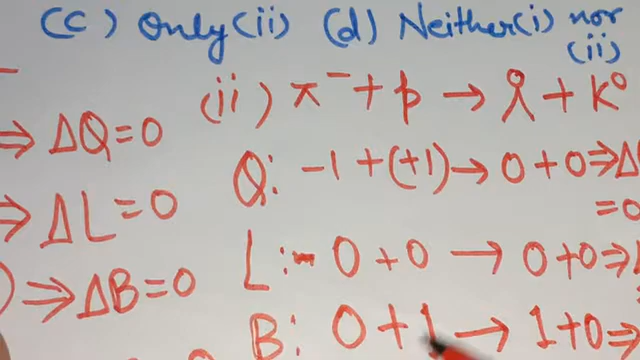 (c) Only (ii) (d) Neither (i) nor (ii)
(ii) π⁻ + p → λ + K⁰
⇒ ΔQ = 0
Q: -1 + (+1) → 0 + 0 ⇒ Δ
= 0
⇒ ΔL = 0
L: - 0 + 0 → 0 + 0 ⇒
⇒ ΔB = 0
B: 0 + 1 → 1 + 0 ⇒